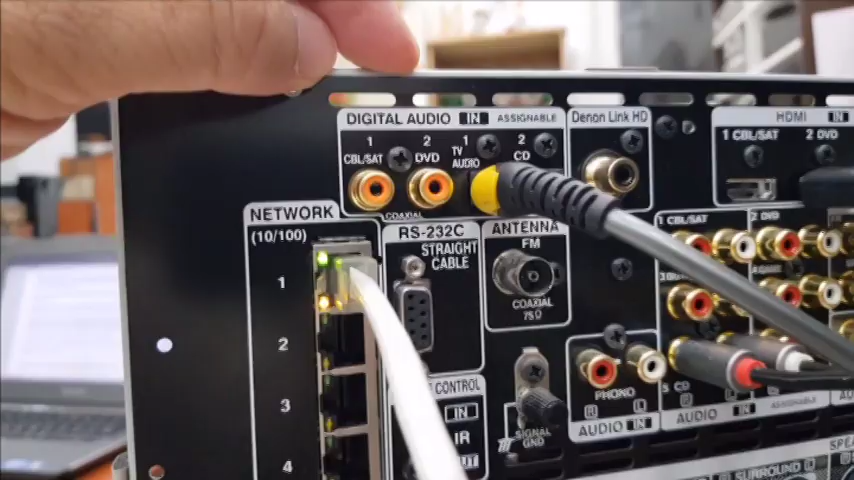 DIGITAL AUDIO IN ASSIGNABLE
1 2 1 2
CBL/SAT DVD TV AUDIO CD
COAXIAL
Denon Link HD
HDMI IN
1 CBL/SAT 2 DVD
NETWORK
(10/100)
1
2
3
4
RS-232C
STRAIGHT
CABLE
ANTENNA
FM
COAXIAL
75Ω
1 CBL/SAT 2 DVD
CONTROL
IN
IR
SIGNAL
GND
PHONO
R L
AUDIO IN
5 CD
R L
AUDIO IN ASSIGNABLE
SURROUND